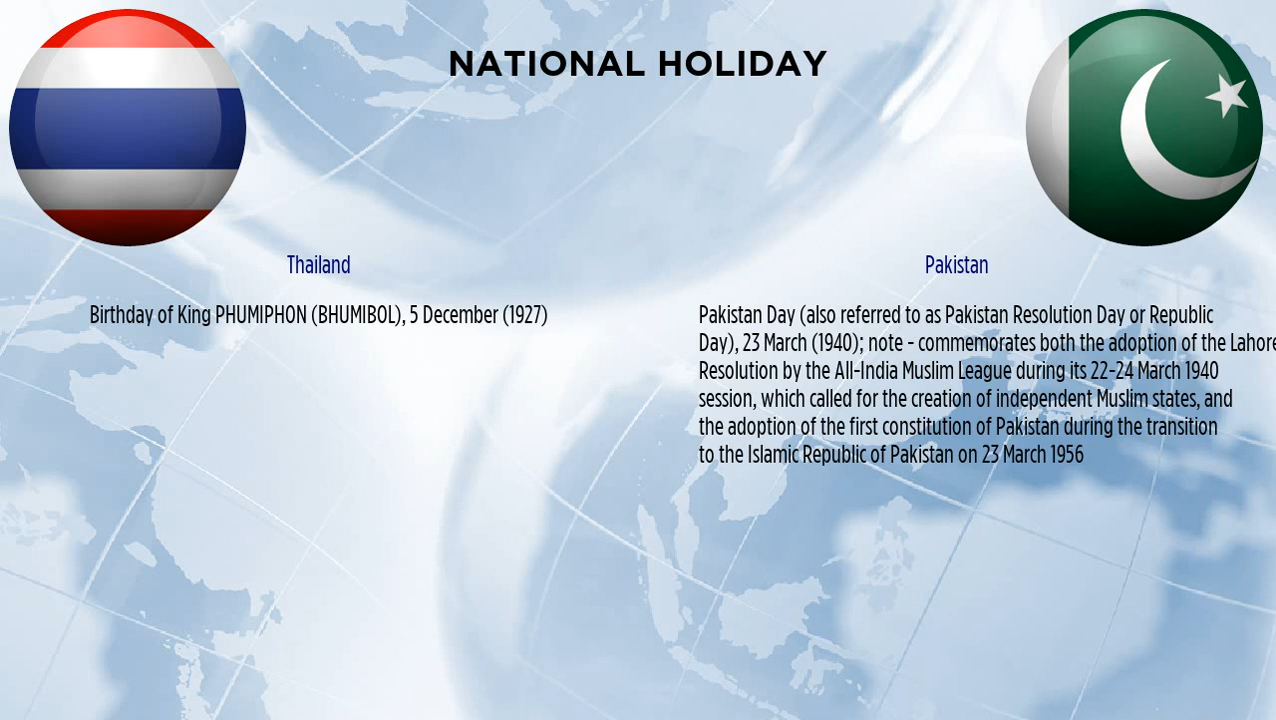 NATIONAL HOLIDAY
Thailand
Birthday of King PHUMIPHON (BHUMIBOL), 5 December (1927)
Pakistan
Pakistan Day (also referred to as Pakistan Resolution Day or Republic
Day), 23 March (1940); note - commemorates both the adoption of the Lahore
Resolution by the All-India Muslim League during its 22-24 March 1940
session, which called for the creation of independent Muslim states, and
the adoption of the first constitution of Pakistan during the transition
to the Islamic Republic of Pakistan on 23 March 1956